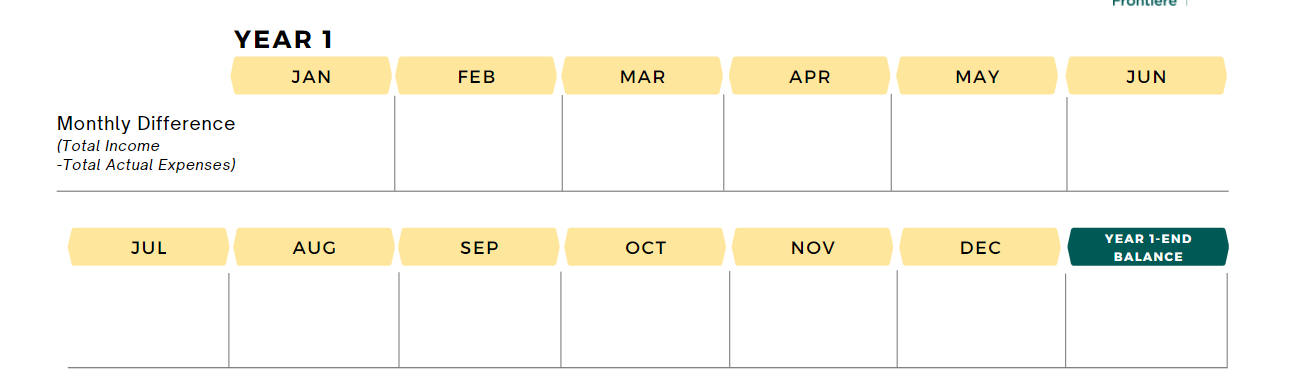 Frontière
YEAR 1
JAN FEB MAR APR MAY JUN
Monthly Difference
(Total Income
-Total Actual Expenses)
JUL AUG SEP OCT NOV DEC YEAR 1-END
BALANCE